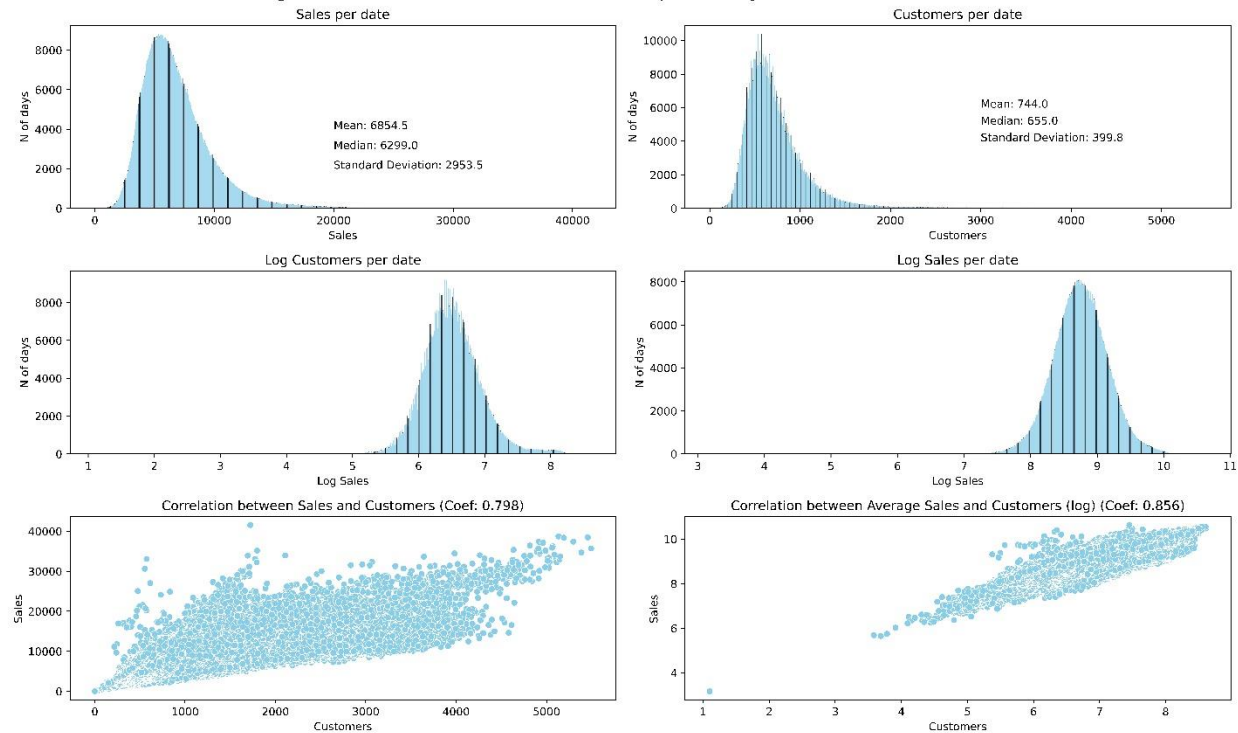 Sales per date
8000
6000
4000
2000
0
N of days
Mean: 6854.5
Median: 6299.0
Standard Deviation: 2953.5
0 10000 20000 30000 40000
Sales
Customers per date
10000
8000
6000
4000
2000
0
N of days
Mean: 744.0
Median: 655.0
Standard Deviation: 399.8
0 1000 2000 3000 4000 5000
Customers
Log Customers per date
8000
6000
4000
2000
0
N of days
1 2 3 4 5 6 7 8
Log Sales
Log Sales per date
8000
6000
4000
2000
0
N of days
3 4 5 6 7 8 9 10 11
Log Sales
Correlation between Sales and Customers (Coef: 0.798)
40000
30000
20000
10000
0
Sales
0 1000 2000 3000 4000 5000
Customers
Correlation between Average Sales and Customers (log) (Coef: 0.856)
10
8
6
4
Sales
1 2 3 4 5 6 7 8
Customers